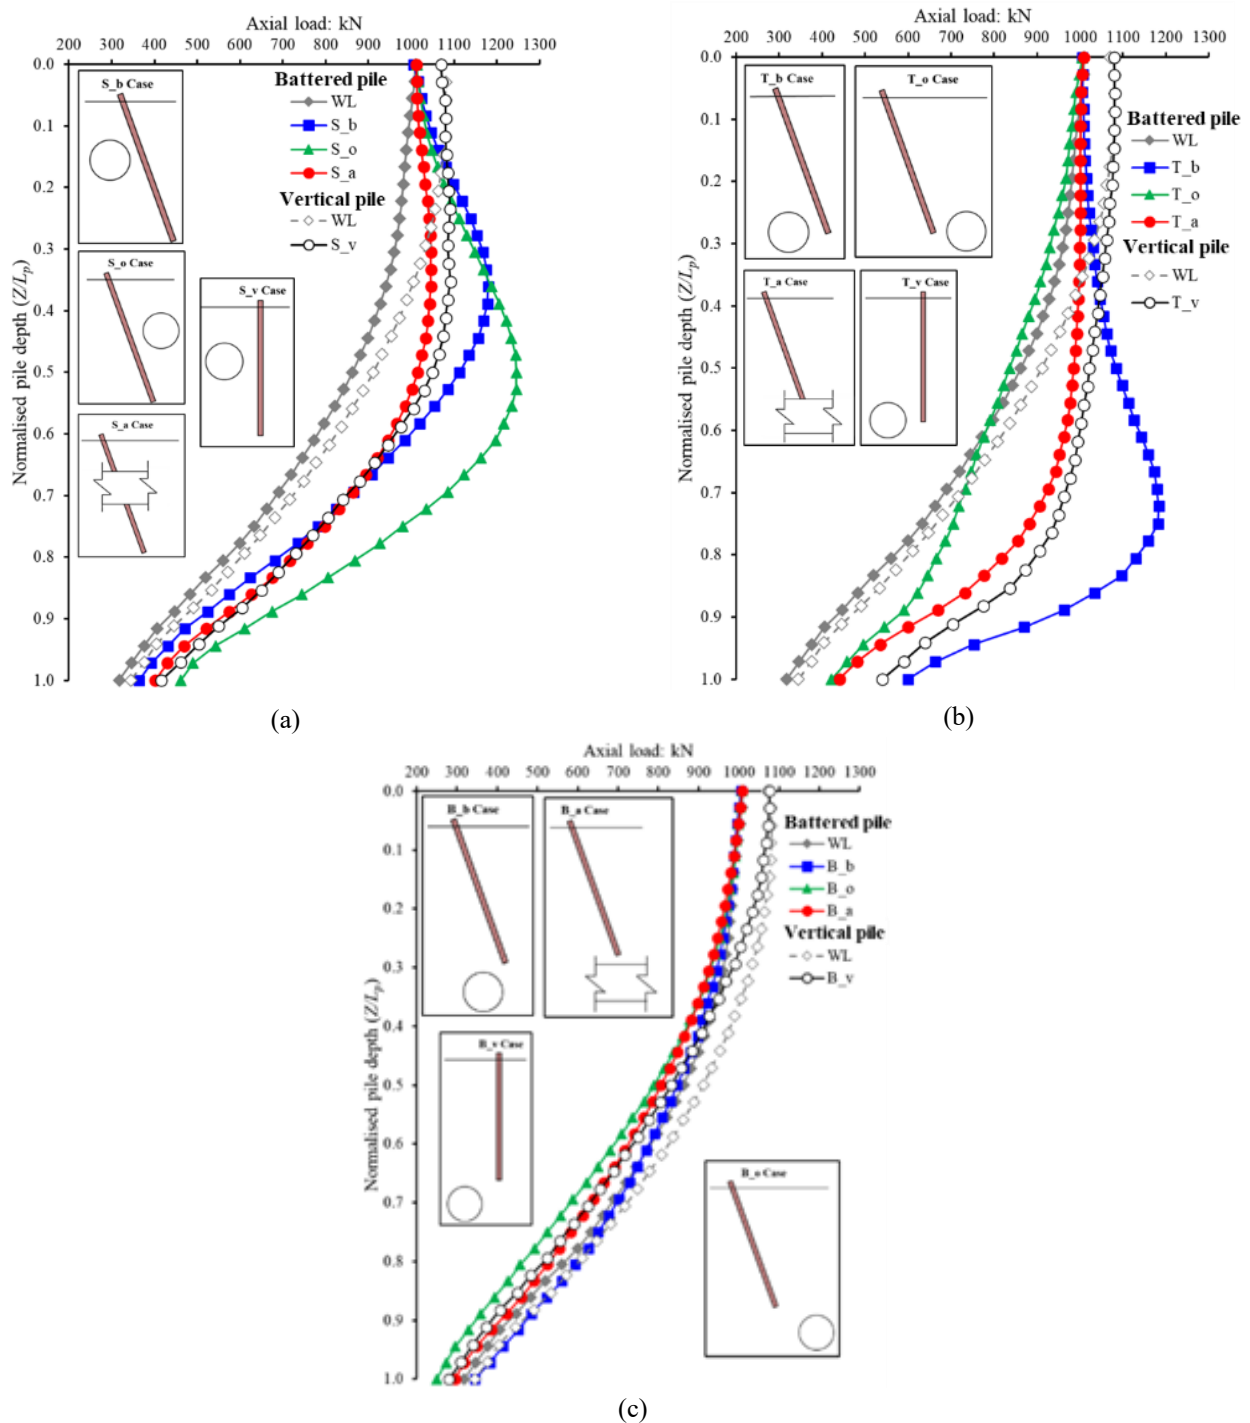 Axial load: kN
200 300 400 500 600 700 800 900 1000 1100 1200 1300
0.0
0.1
0.2
0.3
0.4
0.5
0.6
0.7
0.8
0.9
1.0
Normalised pile depth (Z/Lp)
S_b Case
S_o Case
S_a Case
S_v Case
Battered pile
WL
S_b
S_o
S_a
Vertical pile
WL
S_v
(a)
Axial load: kN
200 300 400 500 600 700 800 900 1000 1100 1200 1300
0.0
0.1
0.2
0.3
0.4
0.5
0.6
0.7
0.8
0.9
1.0
Normalised pile depth (Z/Lp)
T_b Case
T_o Case
T_a Case
T_v Case
Battered pile
WL
T_b
T_o
T_a
Vertical pile
WL
T_v
(b)
Axial load: kN
200 300 400 500 600 700 800 900 1000 1100 1200 1300
0.0
0.1
0.2
0.3
0.4
0.5
0.6
0.7
0.8
0.9
1.0
Normalised pile depth (Z/Lp)
B_b Case
B_a Case
B_v Case
B_o Case
Battered pile
WL
B_b
B_o
B_a
Vertical pile
WL
B_v
(c)